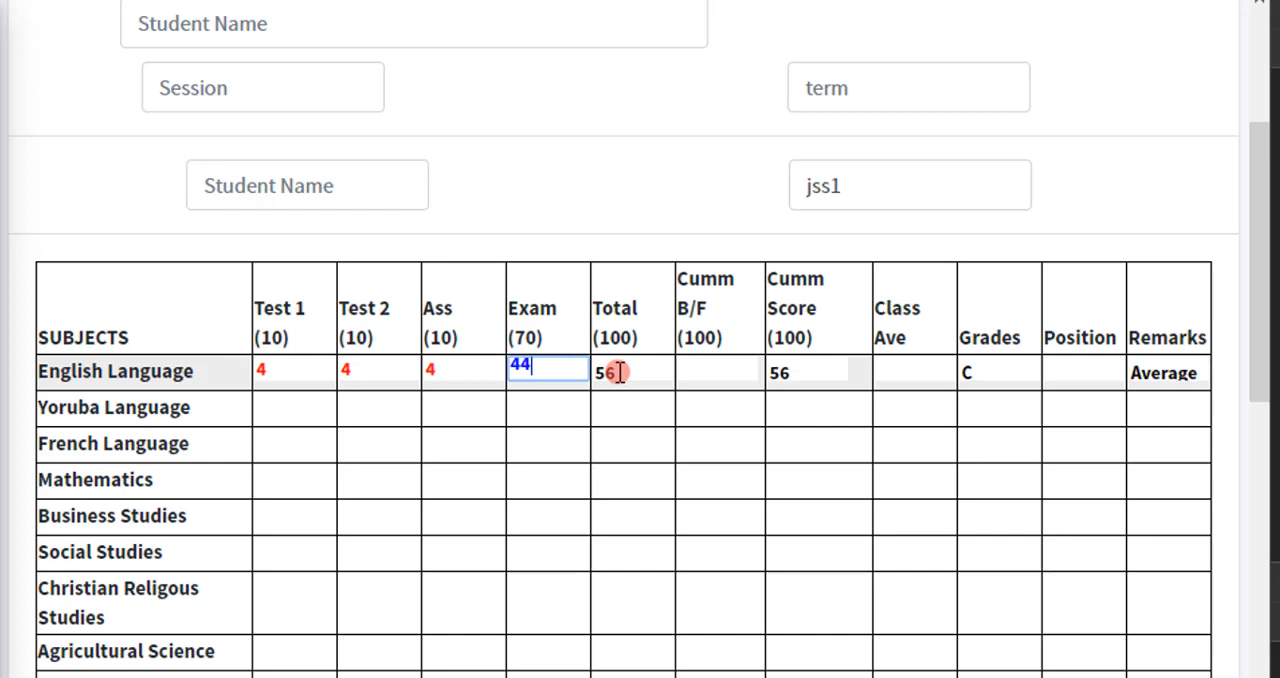 Student Name
Session
term
Student Name
jss1
SUBJECTS Test 1 (10) Test 2 (10) Ass (10) Exam (70) Total (100) Cumm B/F (100) Cumm Score (100) Class Ave Grades Position Remarks
English Language 4 4 4 44 56 56 C Average
Yoruba Language
French Language
Mathematics
Business Studies
Social Studies
Christian Religous
Studies
Agricultural Science